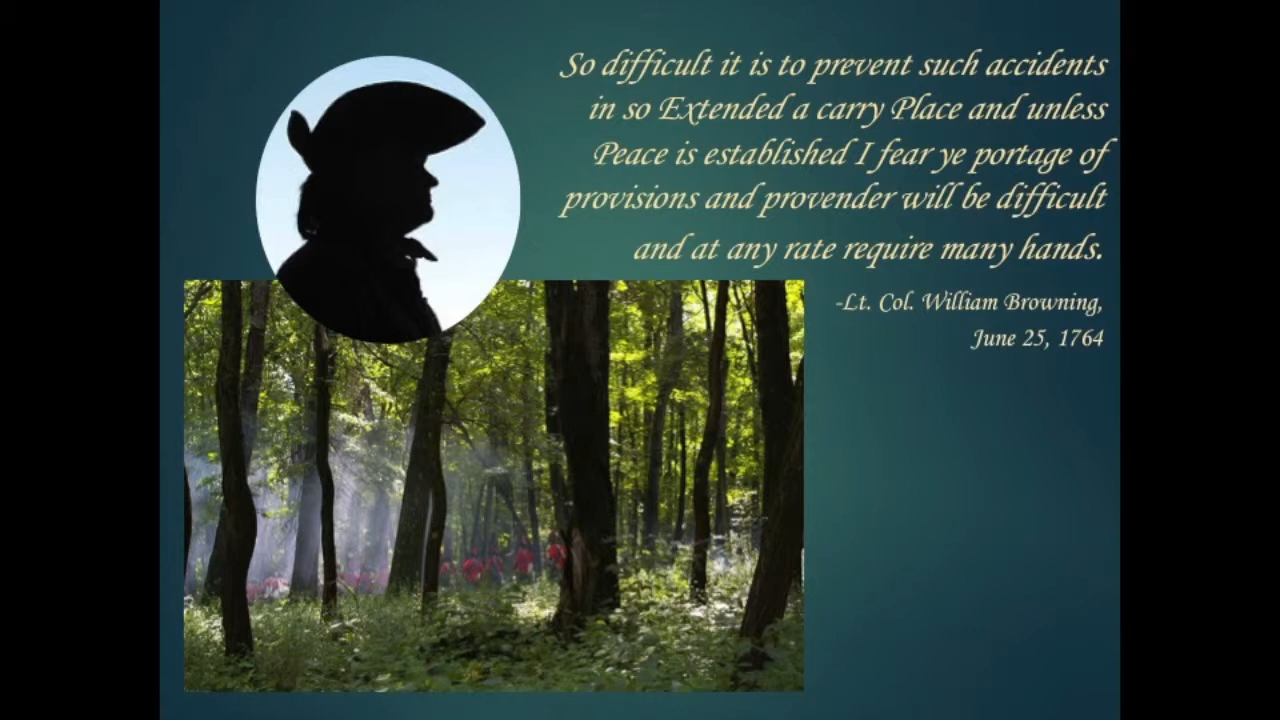 So difficult it is to prevent such accidents
in so Extended a carry Place and unless
Peace is established I fear ye portage of
provisions and provender will be difficult
and at any rate require many hands.
-Lt. Col. William Browning,
June 25, 1764